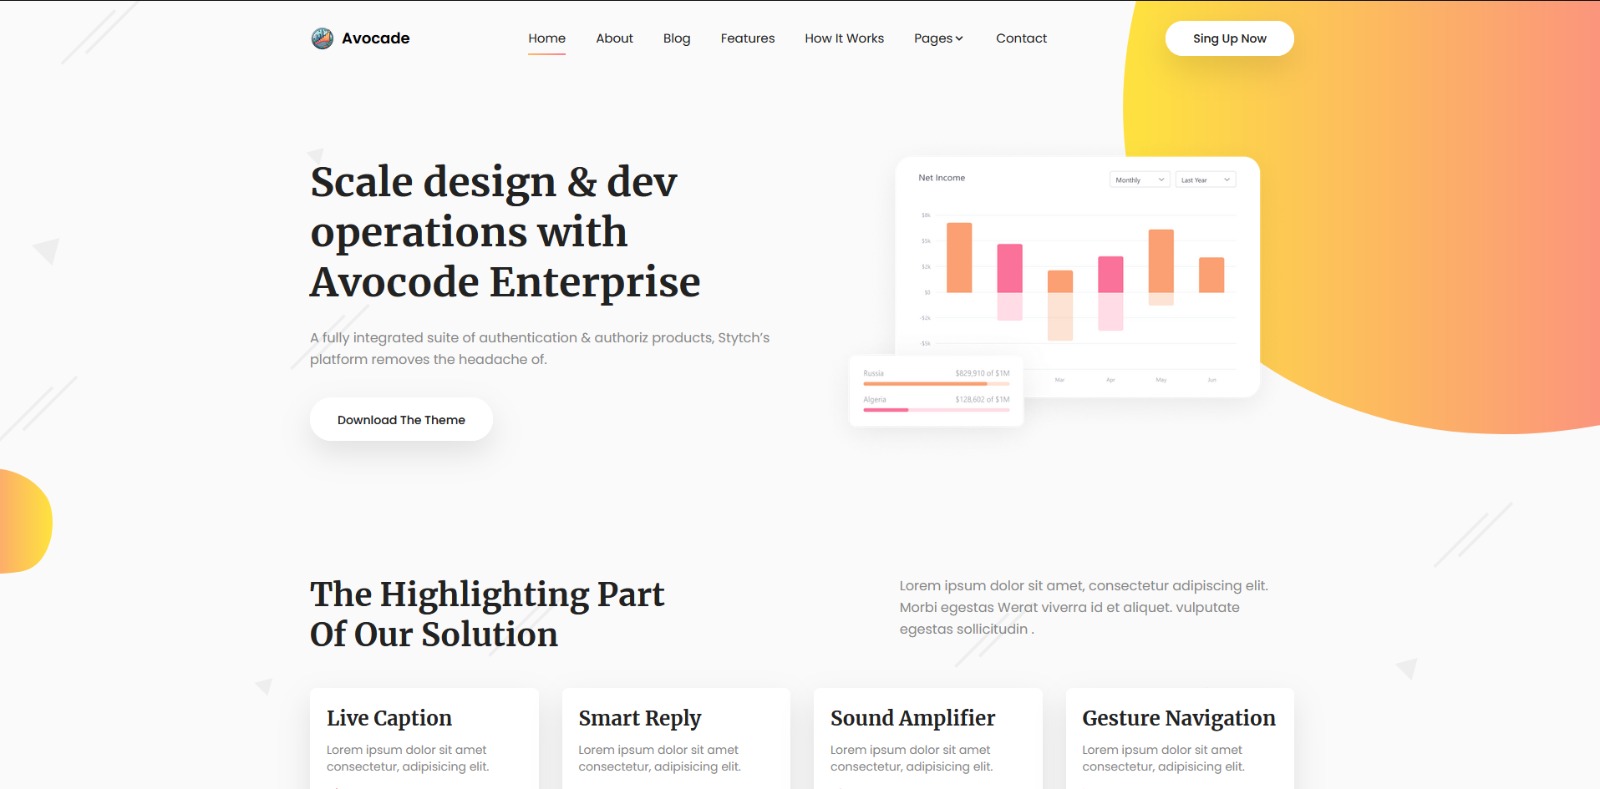 Avocade
Home About Blog Features How It Works Pages Contact
Sing Up Now
Scale design & dev
operations with
Avocode Enterprise
A fully integrated suite of authentication & authoriz products, Stytch's
platform removes the headache of.
Download The Theme
Net Income
Monthly
Last Year
$0
Mar Apr May Jun
Russia $829,910 of $1M
Algeria $128,602 of $1M
The Highlighting Part
Of Our Solution
Lorem ipsum dolor sit amet, consectetur adipiscing elit.
Morbi egestas Werat viverra id et aliquet. vulputate
egestas sollicitudin .
Live Caption
Lorem ipsum dolor sit amet
consectetur, adipisicing elit.
Smart Reply
Lorem ipsum dolor sit amet
consectetur, adipisicing elit.
Sound Amplifier
Lorem ipsum dolor sit amet
consectetur, adipisicing elit.
Gesture Navigation
Lorem ipsum dolor sit amet
consectetur, adipisicing elit.